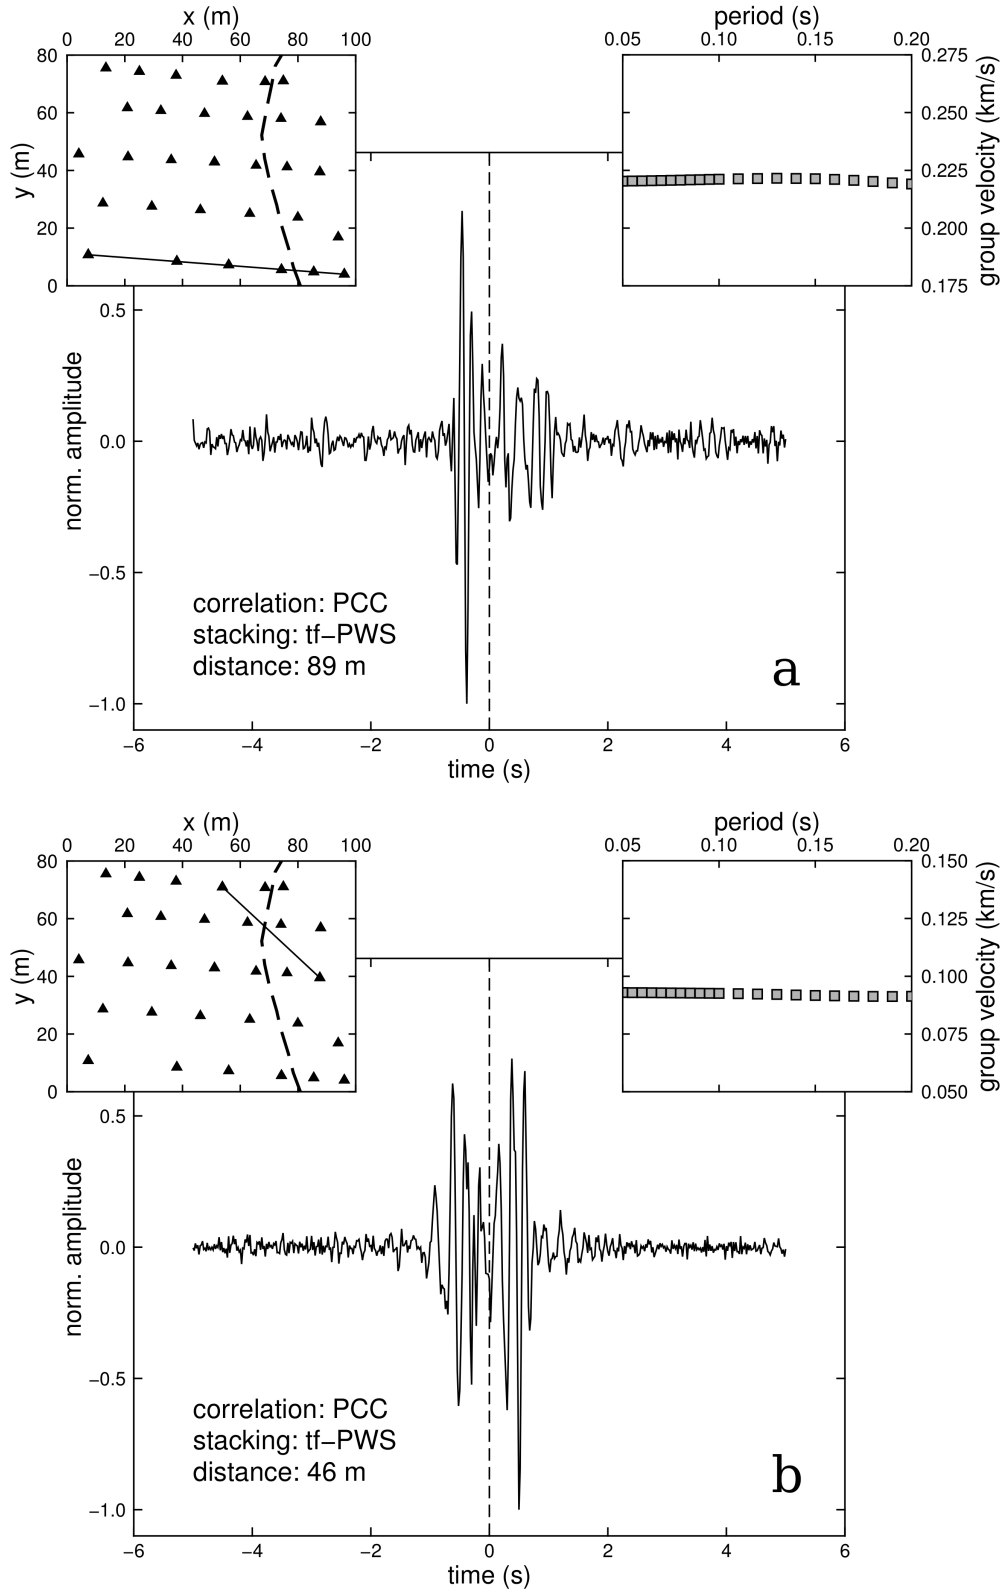 x (m)
0 20 40 60 80 100
period (s)
0.05 0.10 0.15 0.20
80
60
40
20
0
y (m)
0.275
0.250
0.225
0.200
0.175
group velocity (km/s)
0.5
0.0
−0.5
−1.0
norm. amplitude
correlation: PCC
stacking: tf−PWS
distance: 89 m
a
−6 −4 −2 0 2 4 6
time (s)
x (m)
0 20 40 60 80 100
period (s)
0.05 0.10 0.15 0.20
80
60
40
20
0
y (m)
0.150
0.125
0.100
0.075
0.050
group velocity (km/s)
0.5
0.0
−0.5
−1.0
norm. amplitude
correlation: PCC
stacking: tf−PWS
distance: 46 m
b
−6 −4 −2 0 2 4 6
time (s)